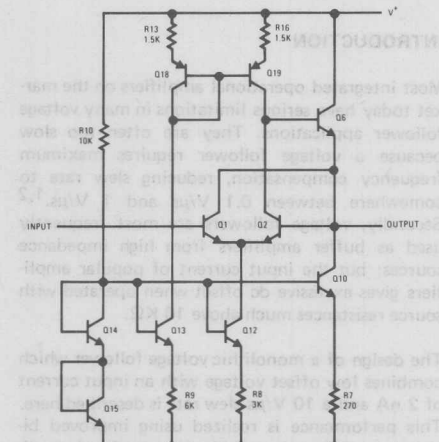 V+
R13
1.5K
R16
1.5K
Q18
Q19
Q6
R10
10K
INPUT
Q1
Q2
OUTPUT
Q10
Q14
Q13
Q12
Q15
R9
6K
R8
3K
R7
270
INTRODUCTION
Most integrated operational amplifiers on the mar-
ket today have serious limitations in many voltage
follower applications. They are often too slow
because a voltage follower requires maximum
frequency compensation, reducing slew rate to
somewhere between 0.1 V/μs and 1 V/μs.
used as buffer amplifiers from high impedance
sources; but the input current of popular ampli-
fiers gives excessive dc offset when operated with
source resistances much above 10 KΩ.
The design of a monolithic voltage follower which
combines low offset voltage with an input current
of 2 nA and a 10 V/μs slew rate is described here.
This performance is realized using improved bi-